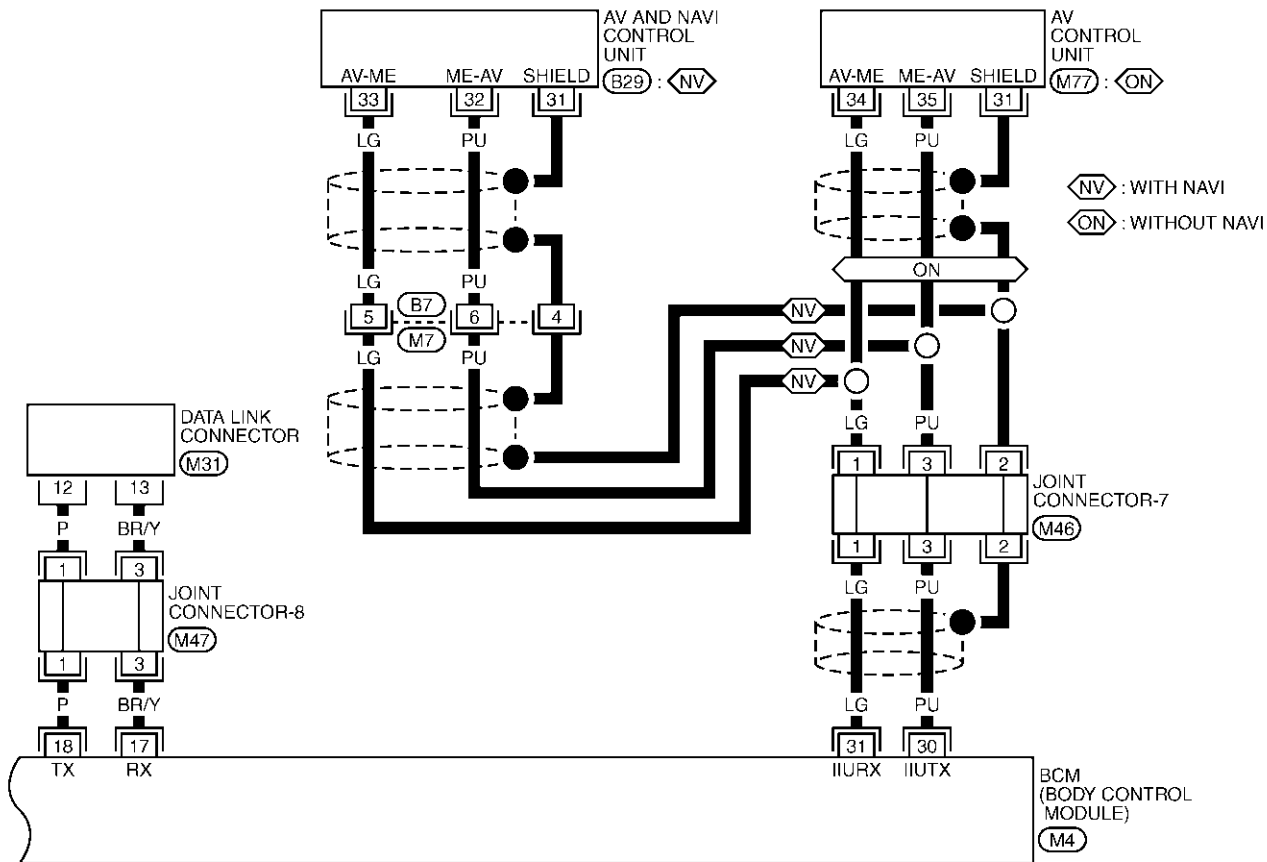 AV AND NAVI
CONTROL
UNIT
B29 : NV
AV-ME ME-AV SHIELD
33 32 31
LG PU
LG PU
5 B7 6 4
M7
LG PU
AV
CONTROL
UNIT
M77 : ON
AV-ME ME-AV SHIELD
34 35 31
LG PU
NV : WITH NAVI
ON : WITHOUT NAVI
ON
NV
NV
NV
LG PU
1 3 2
JOINT
CONNECTOR-7
M46
1 3 2
LG PU
LG PU
31 30
IIURX IIUTX
DATA LINK
CONNECTOR
M31
12 13
P BR/Y
1 3
JOINT
CONNECTOR-8
M47
1 3
P BR/Y
18 17
TX RX
BCM
(BODY CONTROL
MODULE)
M4